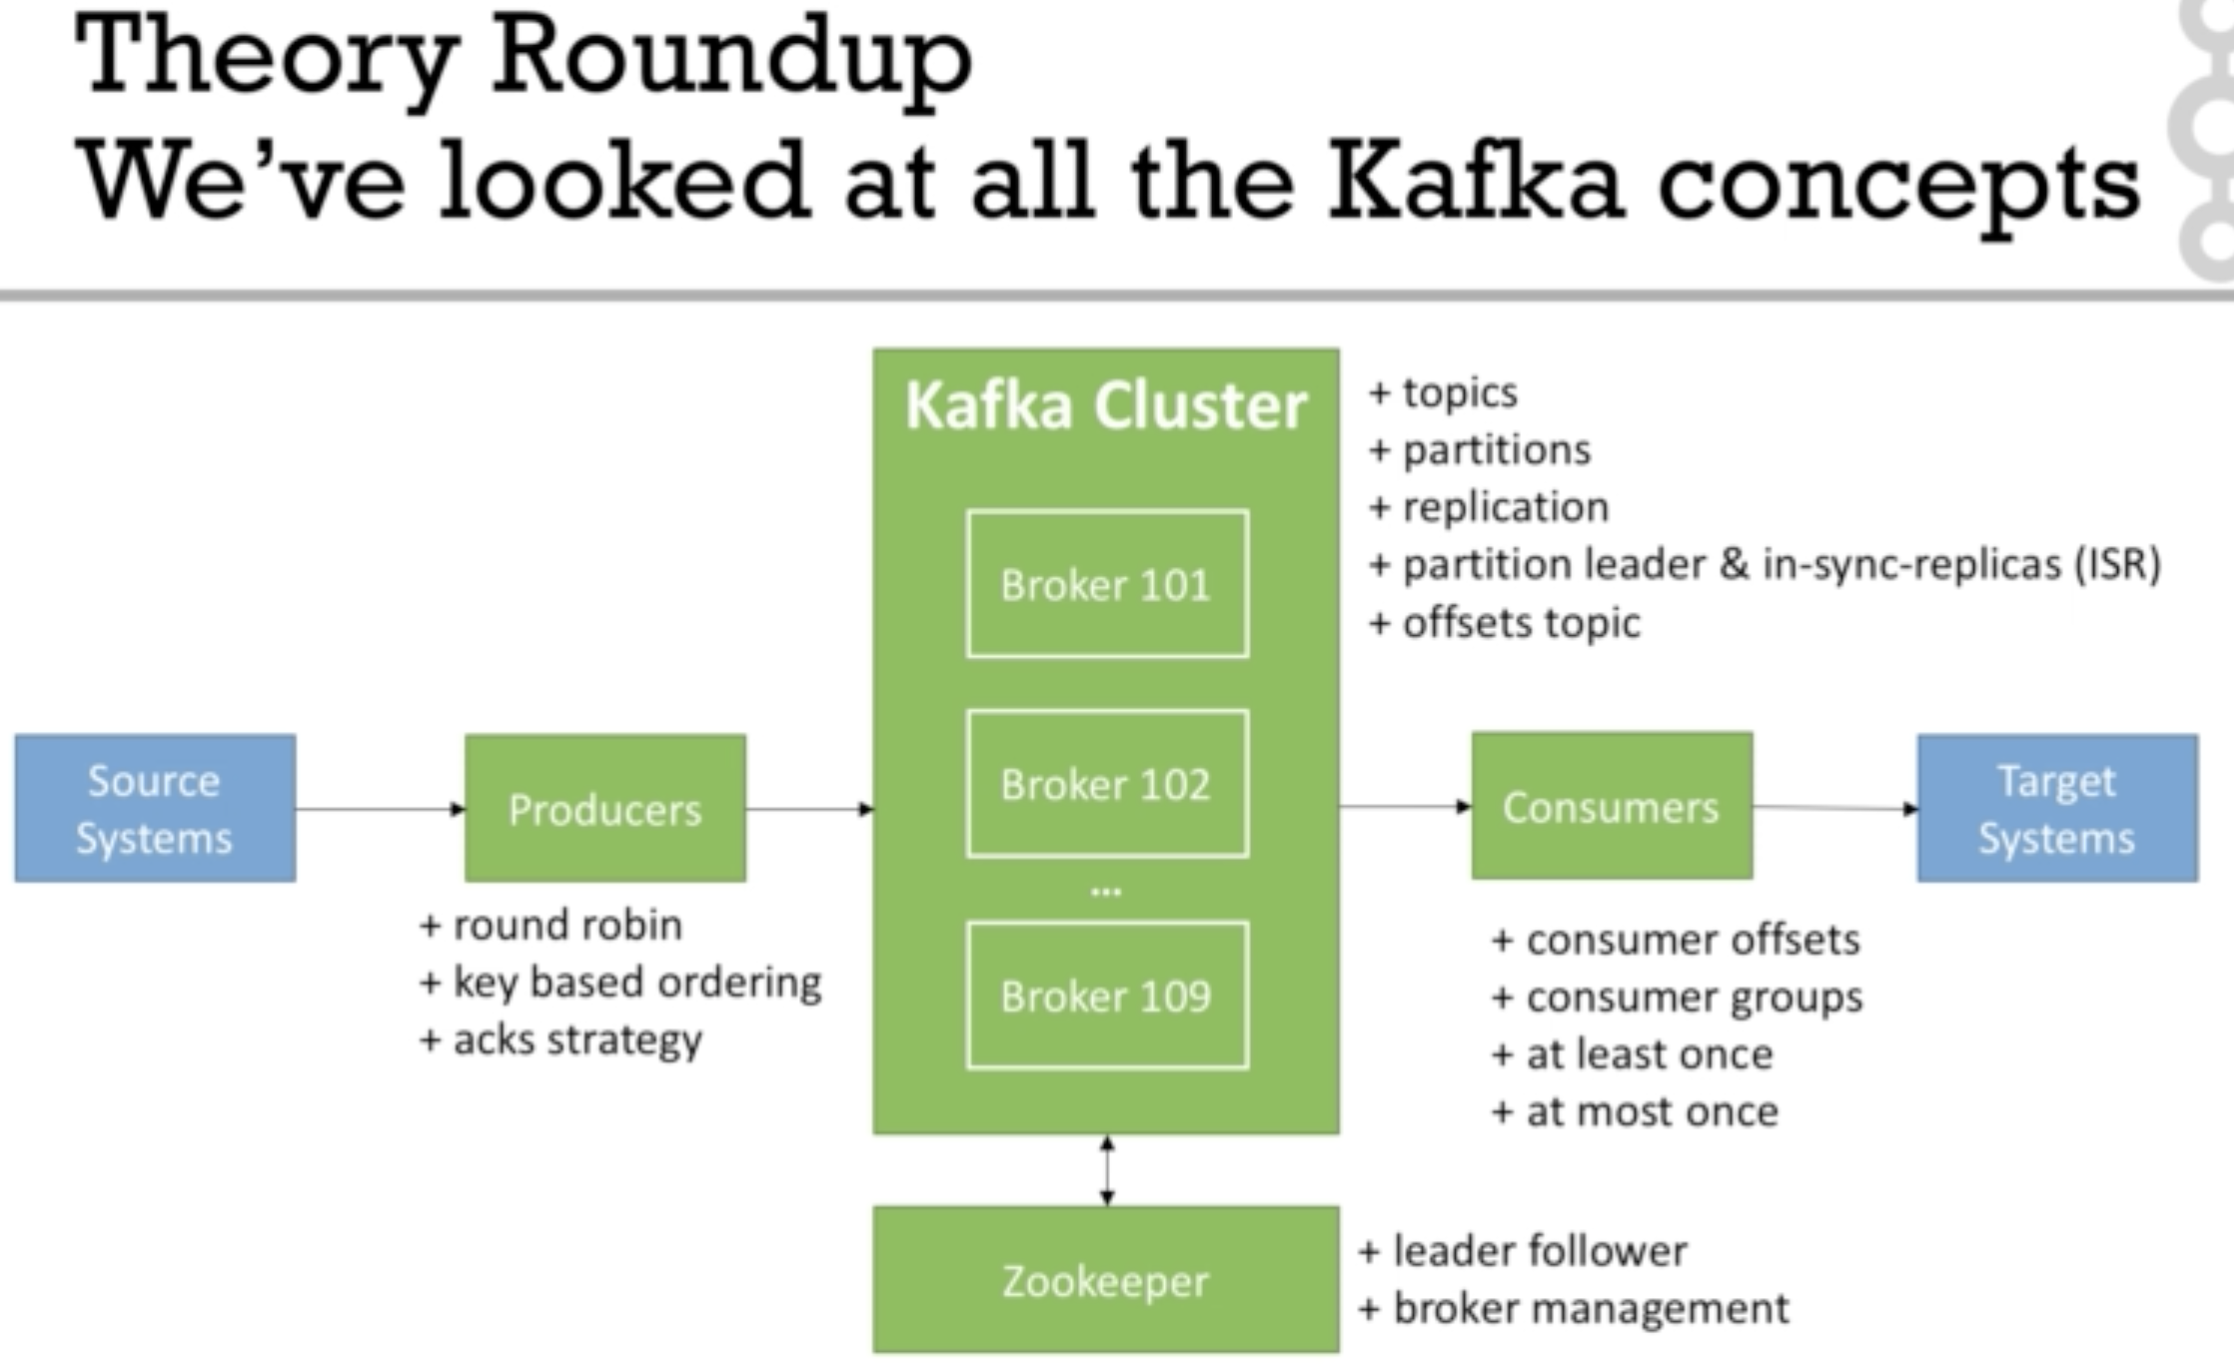 Theory Roundup
We’ve looked at all the Kafka concepts
Kafka Cluster
Broker 101
Broker 102
...
Broker 109
+ topics
+ partitions
+ replication
+ partition leader & in-sync-replicas (ISR)
+ offsets topic
Source
Systems
Producers
+ round robin
+ key based ordering
+ acks strategy
Consumers
+ consumer offsets
+ consumer groups
+ at least once
+ at most once
Target
Systems
Zookeeper
+ leader follower
+ broker management